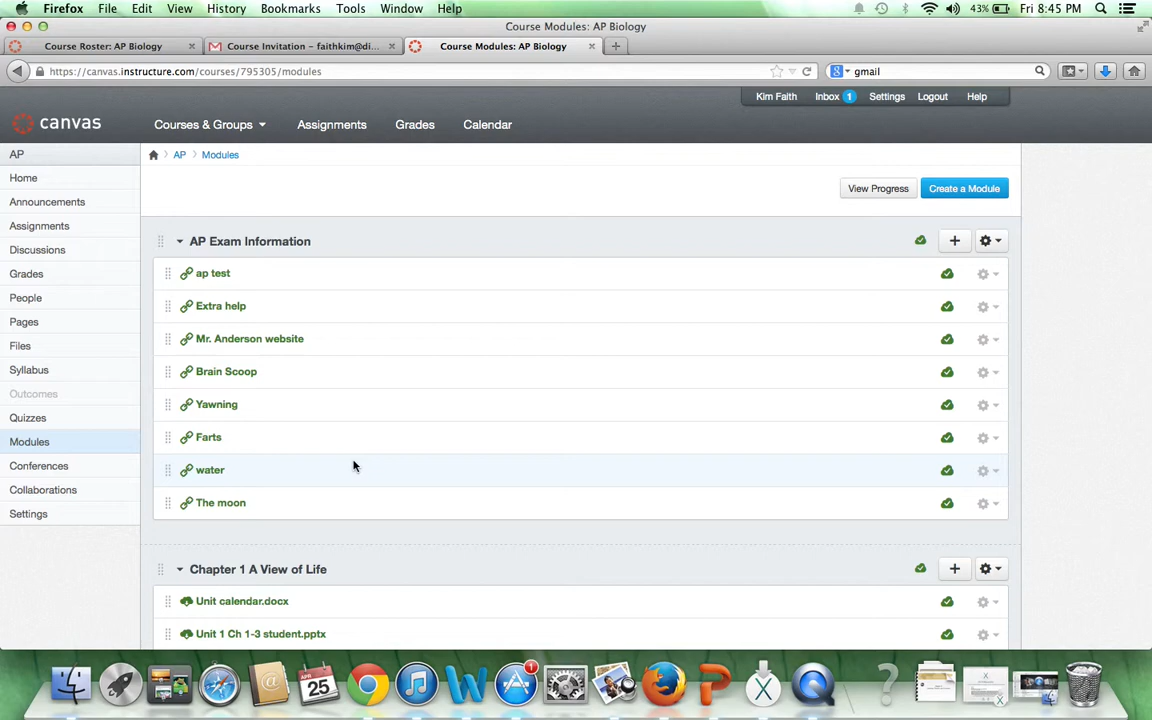 Firefox File Edit View History Bookmarks Tools Window Help 43% Fri 8:45 PM
Course Modules: AP Biology
Course Roster: AP Biology × Course Invitation – faithkim@di... × Course Modules: AP Biology × +
https://canvas.instructure.com/courses/795305/modules gmail
Kim Faith Inbox 1 Settings Logout Help
canvas Courses & Groups Assignments Grades Calendar
AP
Home
Announcements
Assignments
Discussions
Grades
People
Pages
Files
Syllabus
Outcomes
Quizzes
Modules
Conferences
Collaborations
Settings
AP Modules
View Progress Create a Module
AP Exam Information
ap test
Extra help
Mr. Anderson website
Brain Scoop
Yawning
Farts
water
The moon
Chapter 1 A View of Life
Unit calendar.docx
Unit 1 Ch 1-3 student.pptx
APR
25
1